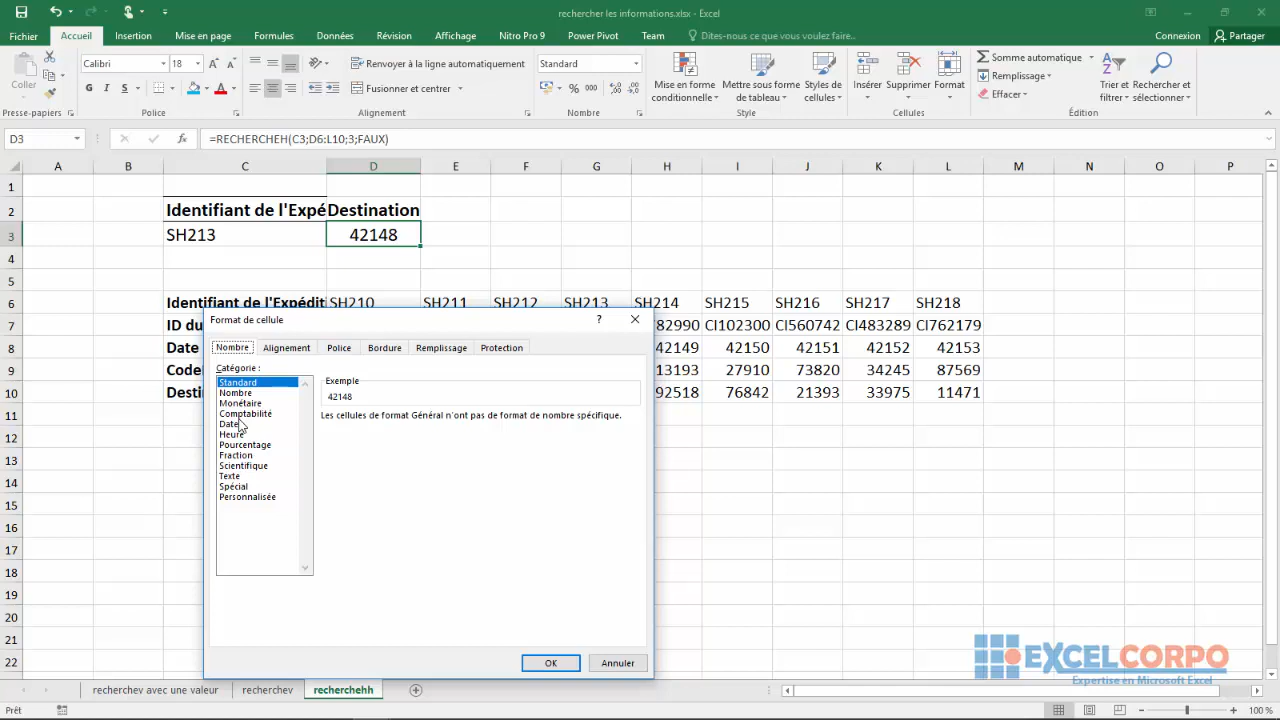 rechercher les informations.xlsx - Excel
Fichier Accueil Insertion Mise en page Formules Données Révision Affichage Nitro Pro 9 Power Pivot Team Dites-nous ce que vous voulez faire.. Connexion Partager
Coller
Calibri 18
G I S
Renvoyer à la ligne automatiquement
Fusionner et centrer
Standard
% 000
Mise en forme conditionnelle
Mettre sous forme de tableau
Styles de cellules
Insérer Supprimer Format
Somme automatique
Remplissage
Effacer
Trier et filtrer
Rechercher et sélectionner
Presse-papiers Police Alignement Nombre Style Cellules Édition
D3 fx =RECHERCHEH(C3;D6:L10;3;FAUX)
A B C D E F G H I J K L M N O P
1
2 Identifiant de l'Expé Destination
3 SH213 42148
4
5
6 Identifiant de l'Expédit SH210 SH211 SH212 SH213 SH214 SH215 SH216 SH217 SH218
7 ID du 82990 CI102300 CI560742 CI483289 CI762179
8 Date 42149 42150 42151 42152 42153
9 Code 13193 27910 73820 34245 87569
10 Desti 92518 76842 21393 33975 11471
11
12
13
14
15
16
17
18
19
20
21
22
Format de cellule ?
Nombre Alignement Police Bordure Remplissage Protection
Catégorie :
Standard
Nombre
Monétaire
Comptabilité
Date
Heure
Pourcentage
Fraction
Scientifique
Texte
Spécial
Personnalisée
Exemple
42148
Les cellules de format Général n'ont pas de format de nombre spécifique.
OK Annuler
EXCELCORPO
Expertise en Microsoft Excel
recherchev avec une valeur recherchev recherchehh
Prêt 100 %